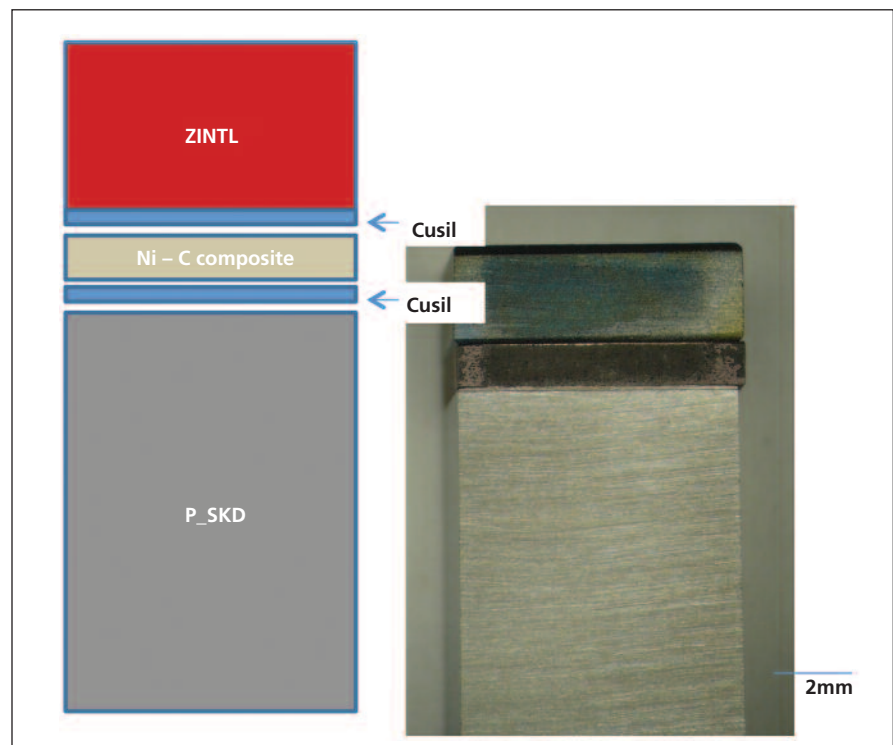 ZINTL
Cusil
Ni – C composite
Cusil
P_SKD
2mm